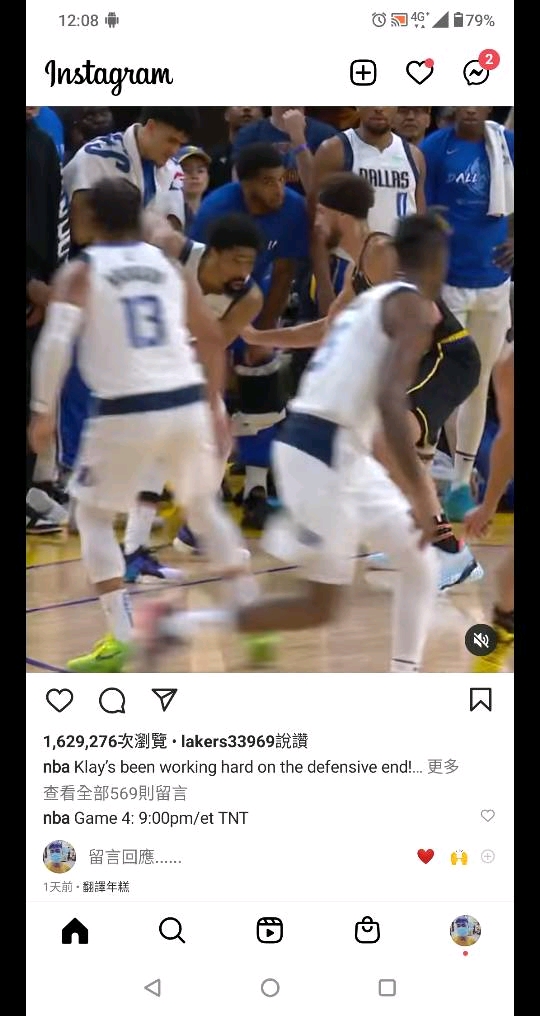 12:08
4G+
79%
Instagram
2
DALLAS
0
DALL
13
1,629,276次瀏覽 • lakers33969說讚
nba Klay’s been working hard on the defensive end!... 更多
查看全部569則留言
nba Game 4: 9:00pm/et TNT
留言回應......
1天前 • 翻譯年糕